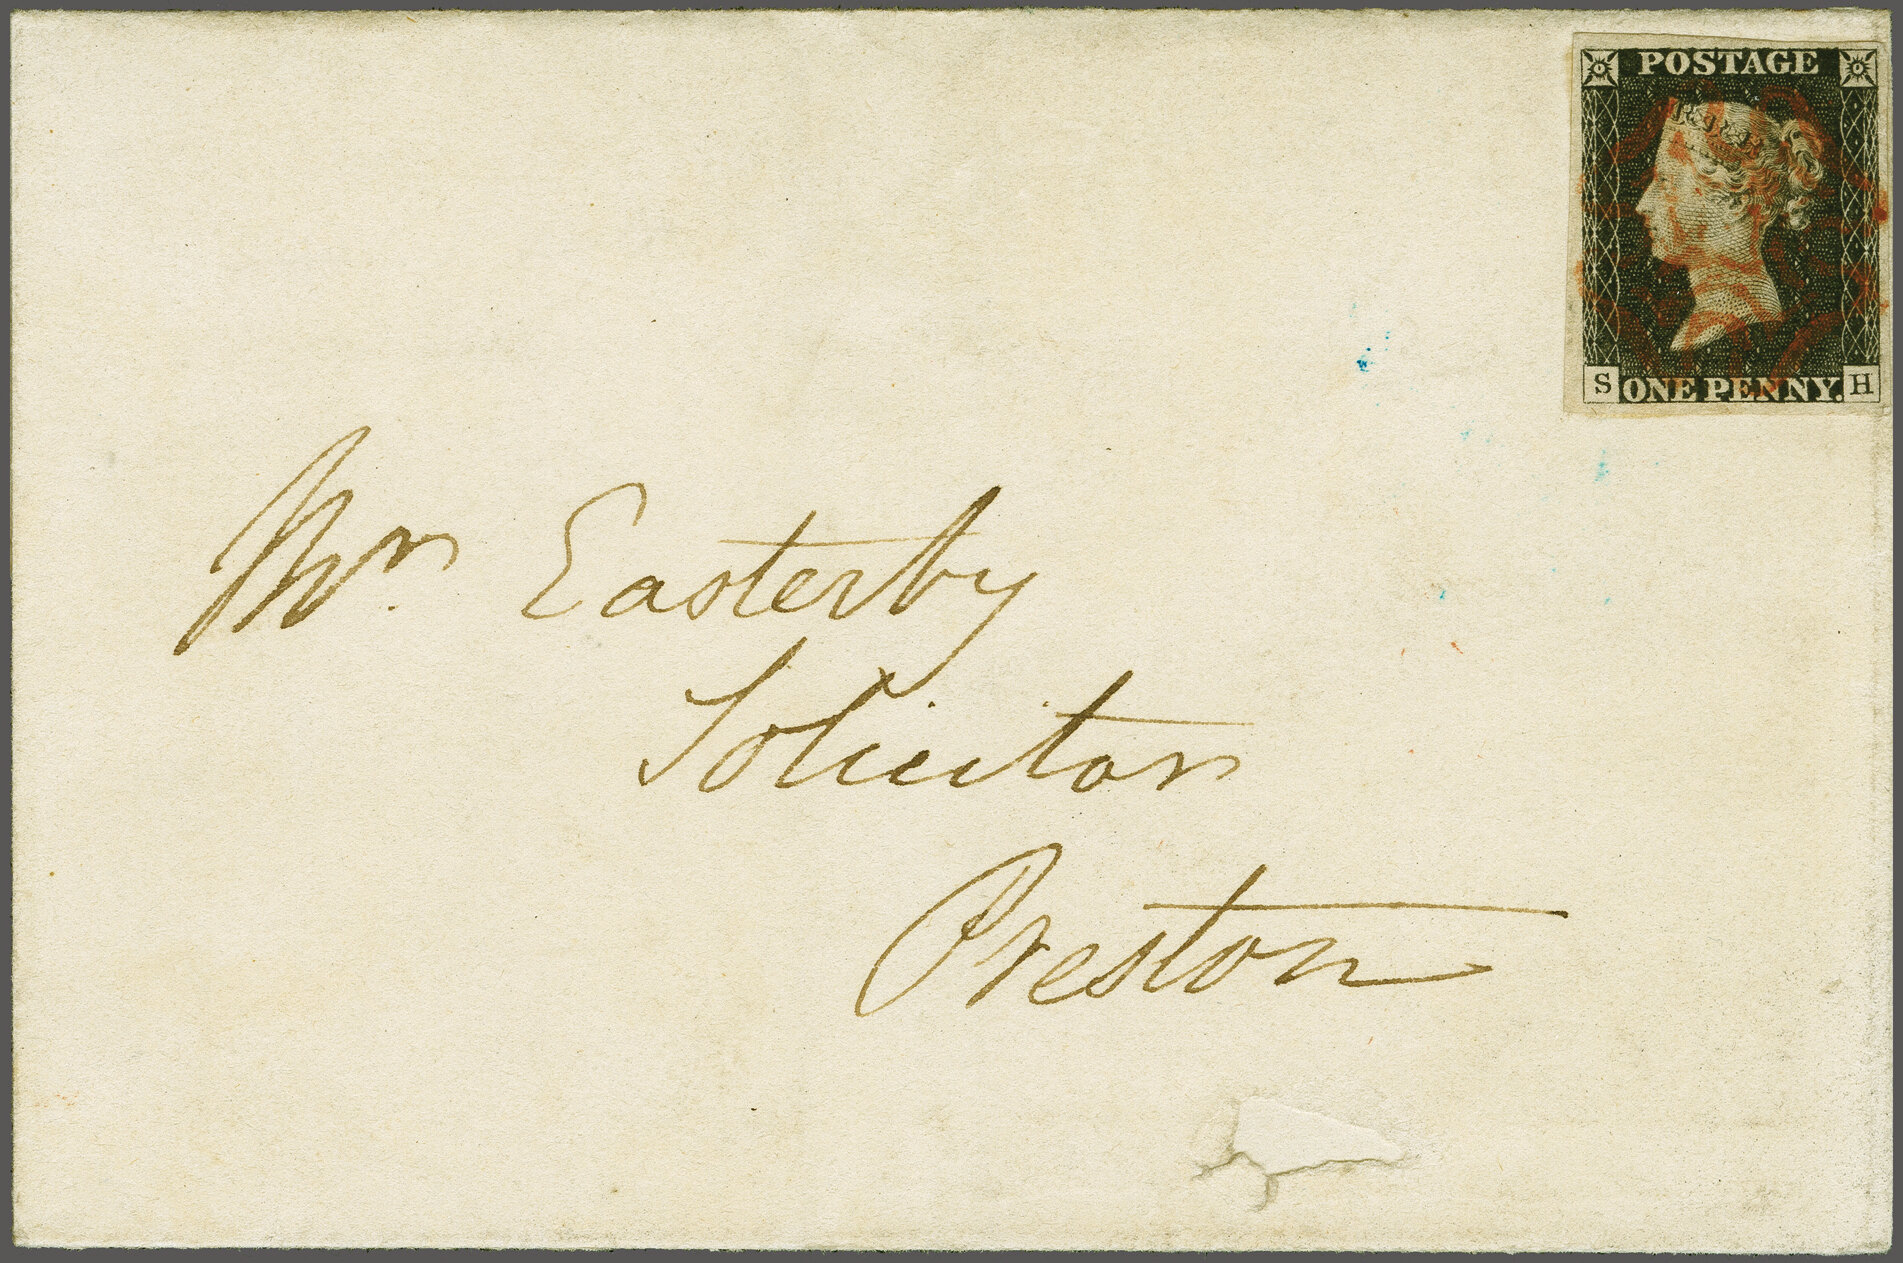 POSTAGE
S ONE PENNY. H
Mr. Easterby
Solicitor
Preston